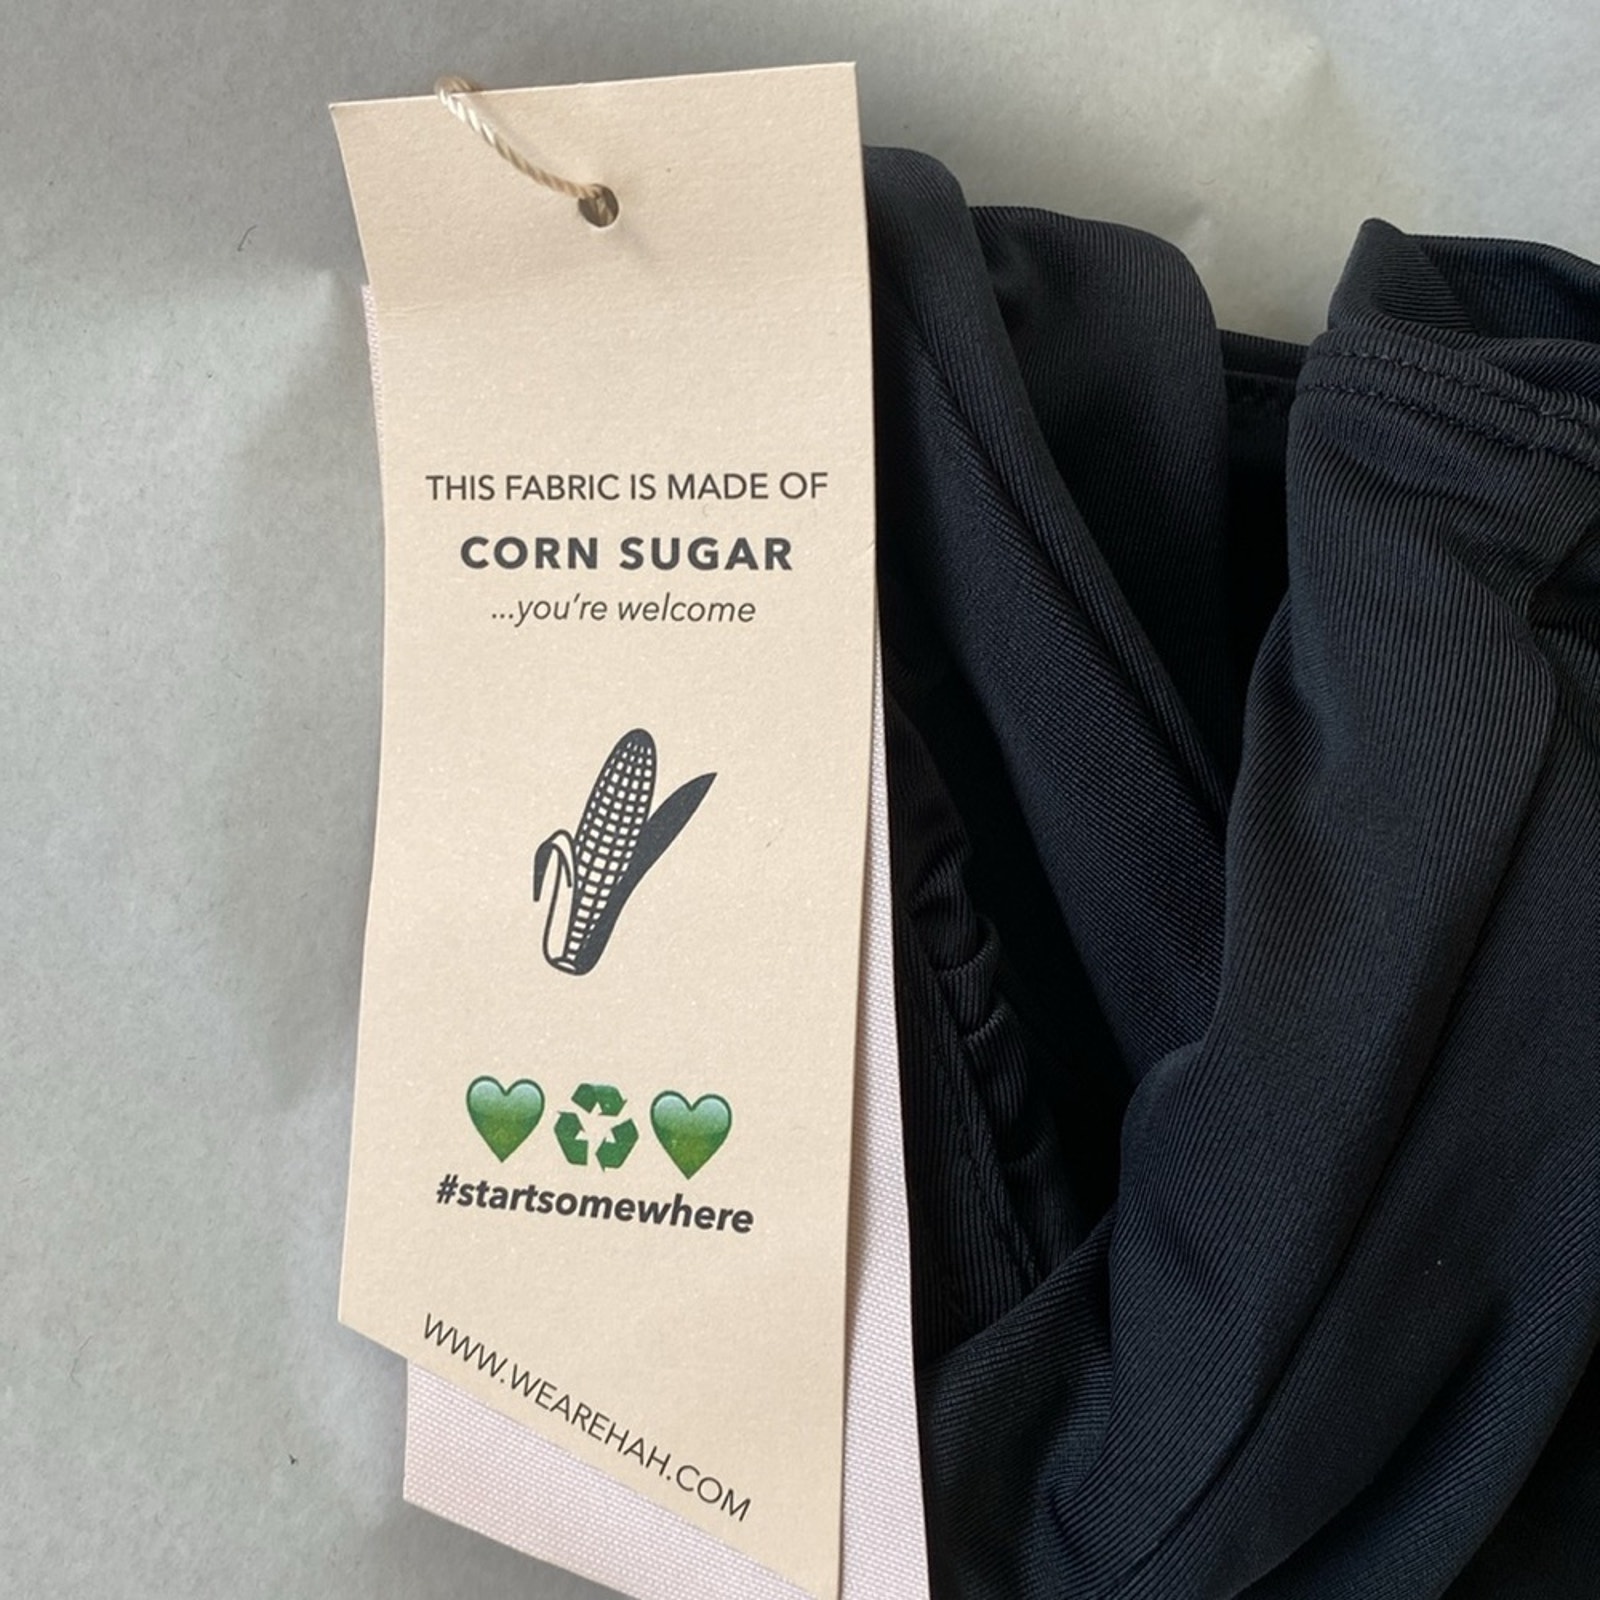 THIS FABRIC IS MADE OF
CORN SUGAR
...you're welcome
💚♻️💚
#startsomewhere
WWW.WEAREHAH.COM